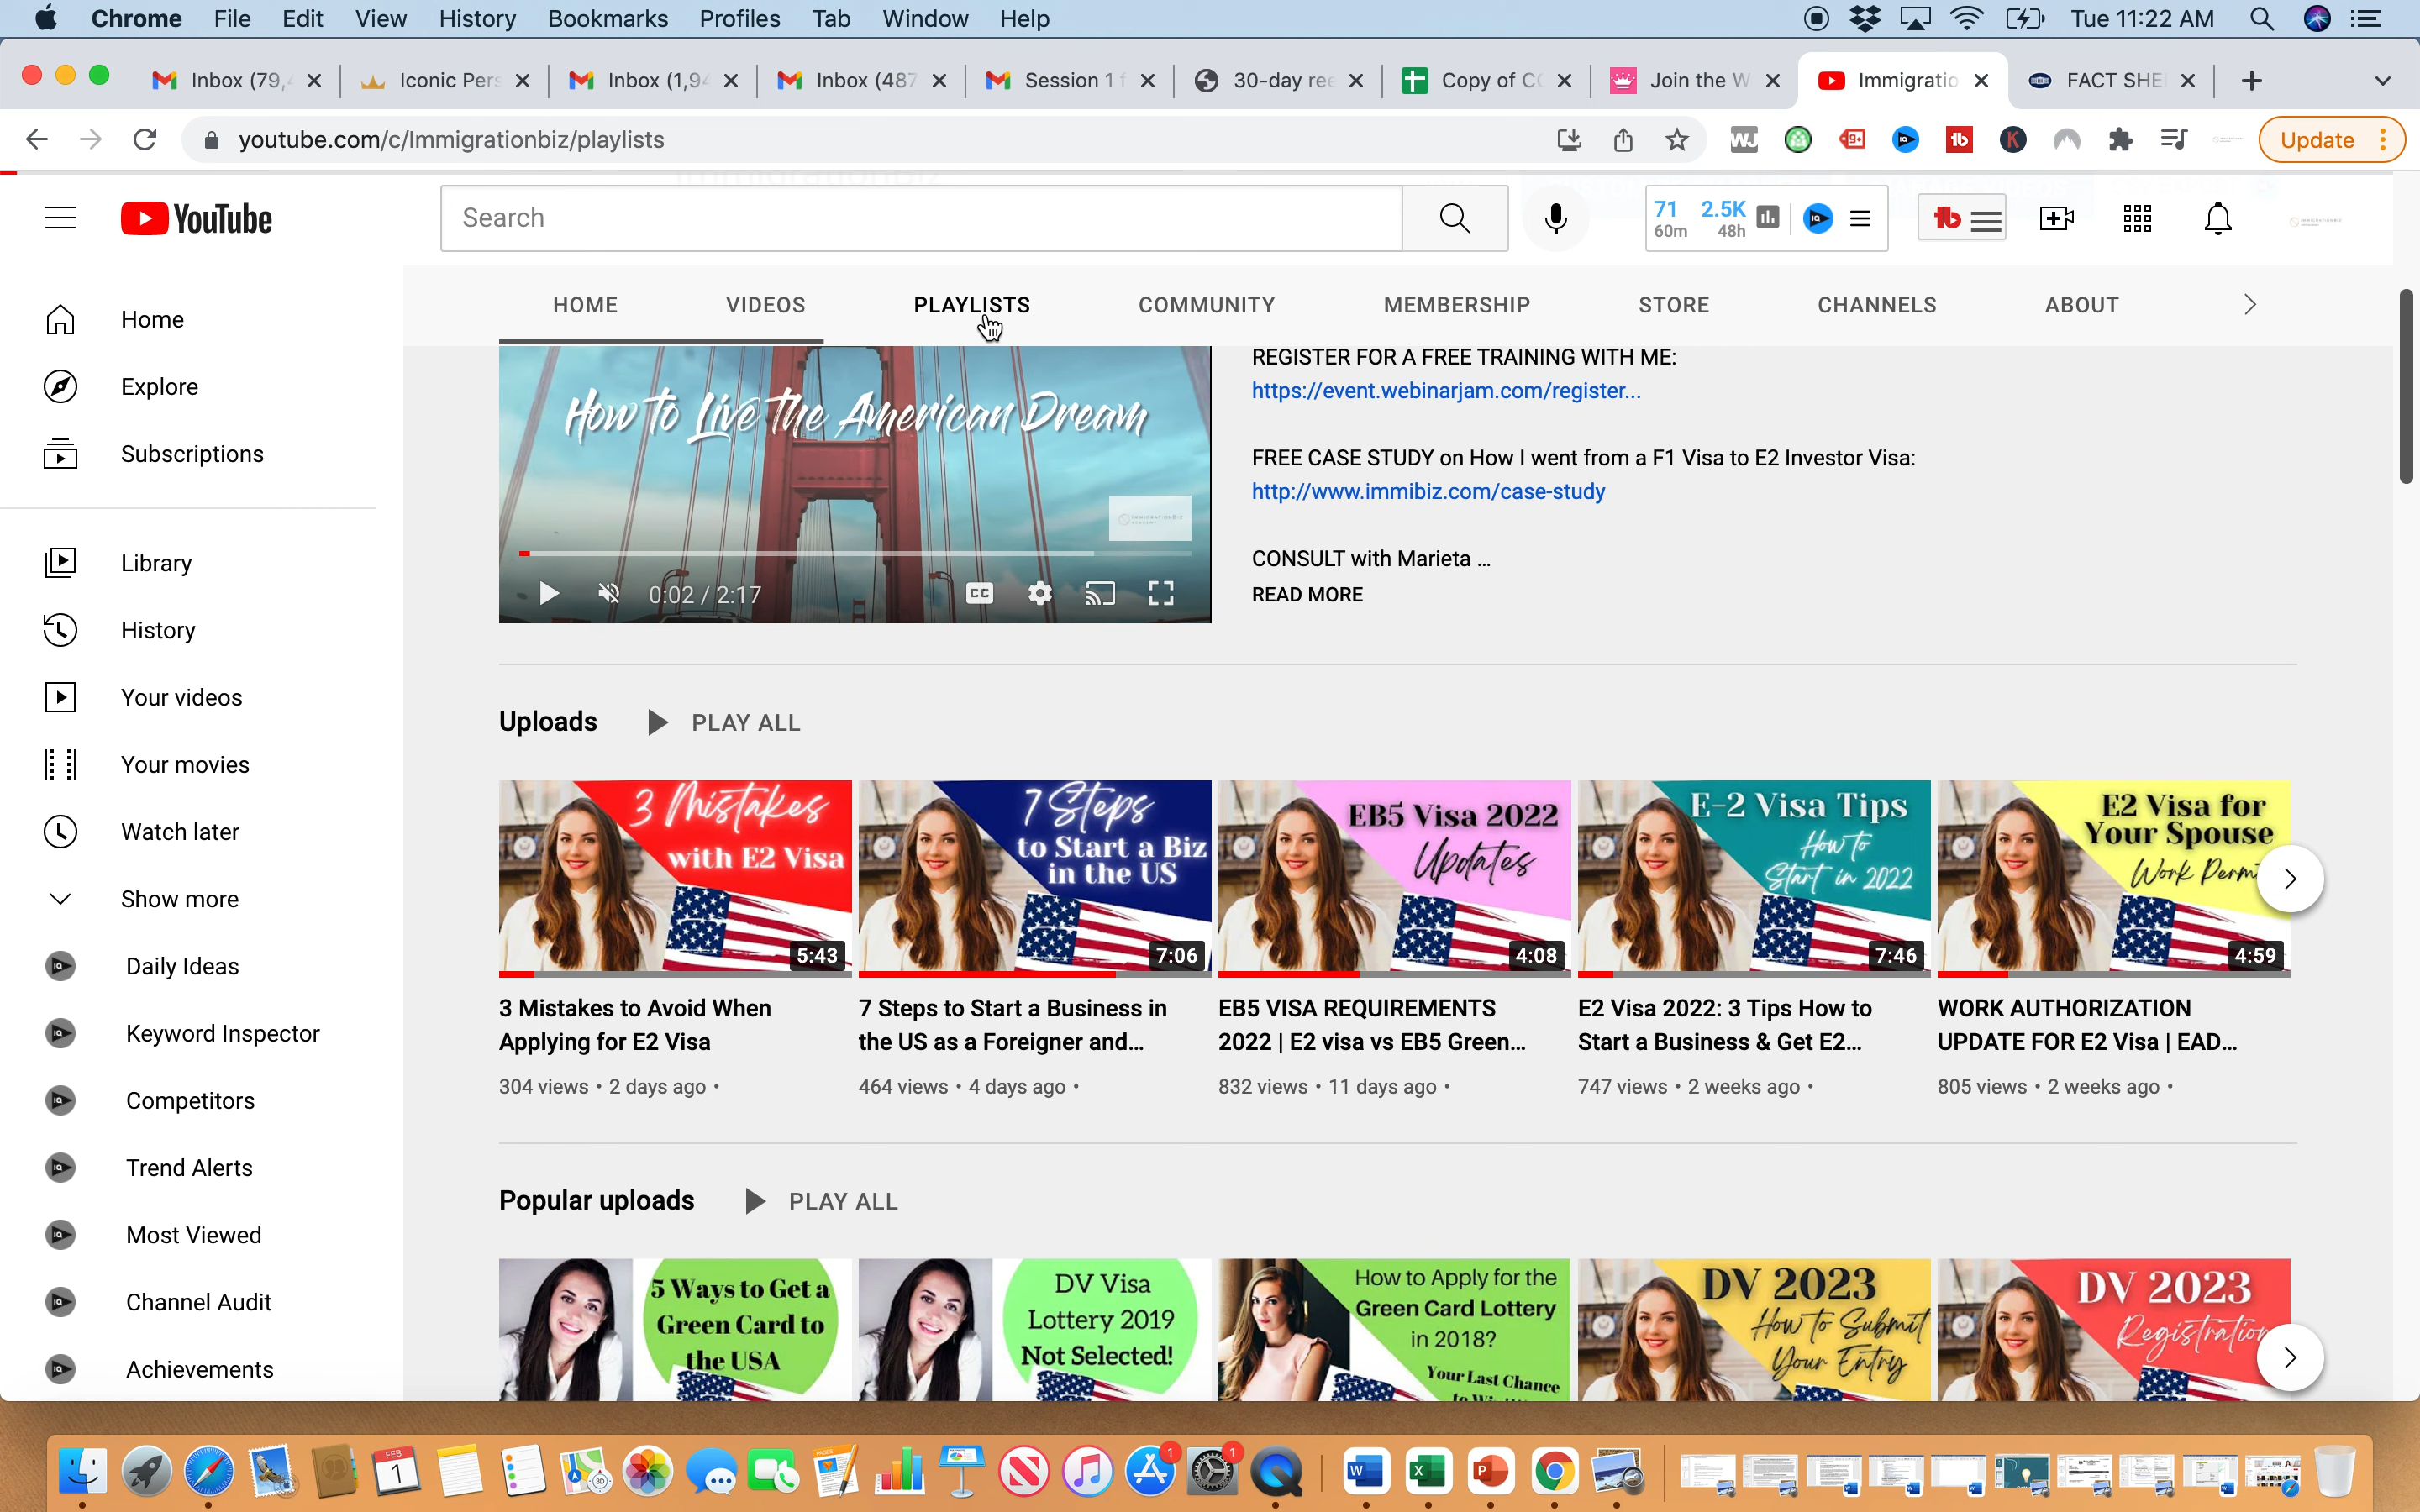 Chrome File Edit View History Bookmarks Profiles Tab Window Help Tue 11:22 AM
Inbox (79, Iconic Pers Inbox (1,9 Inbox (487 Session 1 f 30-day ree Copy of CC Join the W Immigratio FACT SHE
youtube.com/c/Immigrationbiz/playlists Update
YouTube Search 71 60m 2.5K 48h
HOME VIDEOS PLAYLISTS COMMUNITY MEMBERSHIP STORE CHANNELS ABOUT
Home
Explore
Subscriptions
Library
History
Your videos
Your movies
Watch later
Show more
Daily Ideas
Keyword Inspector
Competitors
Trend Alerts
Most Viewed
Channel Audit
Achievements
How to Live the American Dream
0:02 / 2:17 CC
REGISTER FOR A FREE TRAINING WITH ME:
https://event.webinarjam.com/register...
FREE CASE STUDY on How I went from a F1 Visa to E2 Investor Visa:
http://www.immibiz.com/case-study
CONSULT with Marieta ...
READ MORE
Uploads PLAY ALL
3 Mistakes
with E2 Visa
5:43
3 Mistakes to Avoid When
Applying for E2 Visa
304 views • 2 days ago •
7 Steps
to Start a Biz
in the US
7:06
7 Steps to Start a Business in
the US as a Foreigner and...
464 views • 4 days ago •
EB5 Visa 2022
Updates
4:08
EB5 VISA REQUIREMENTS
2022 | E2 visa vs EB5 Green...
832 views • 11 days ago •
E-2 Visa Tips
How to
Start in 2022
7:46
E2 Visa 2022: 3 Tips How to
Start a Business & Get E2...
747 views • 2 weeks ago •
E2 Visa for
Your Spouse
Work Perm
4:59
WORK AUTHORIZATION
UPDATE FOR E2 Visa | EAD...
805 views • 2 weeks ago •
Popular uploads PLAY ALL
5 Ways to Get a
Green Card to
the USA
DV Visa
Lottery 2019
Not Selected!
How to Apply for the
Green Card Lottery
in 2018?
Your Last Chance
to Win
DV 2023
How To Submit
Your Entry
DV 2023
Registration
FEB
1